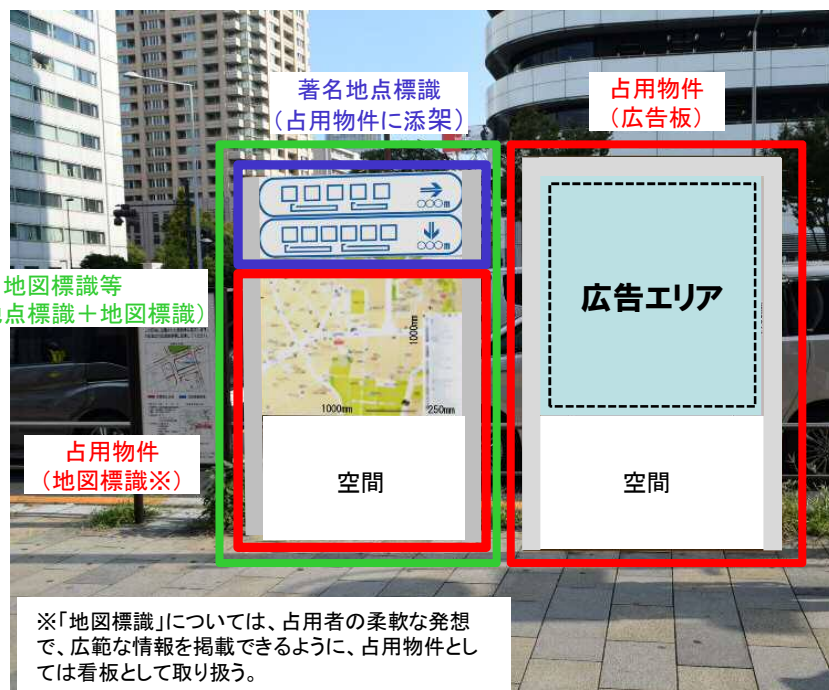 著名地点標識
（占用物件に添架）
占用物件
（広告板）
□□□□□
→
○○○m
□□□□□□
↓
○○○m
地図標識等
点標識＋地図標識）
1000mm
1000mm
250mm
広告エリア
占用物件
（地図標識※）
空間
空間
※「地図標識」については、占用者の柔軟な発想
で、広範な情報を掲載できるように、占用物件とし
ては看板として取り扱う。